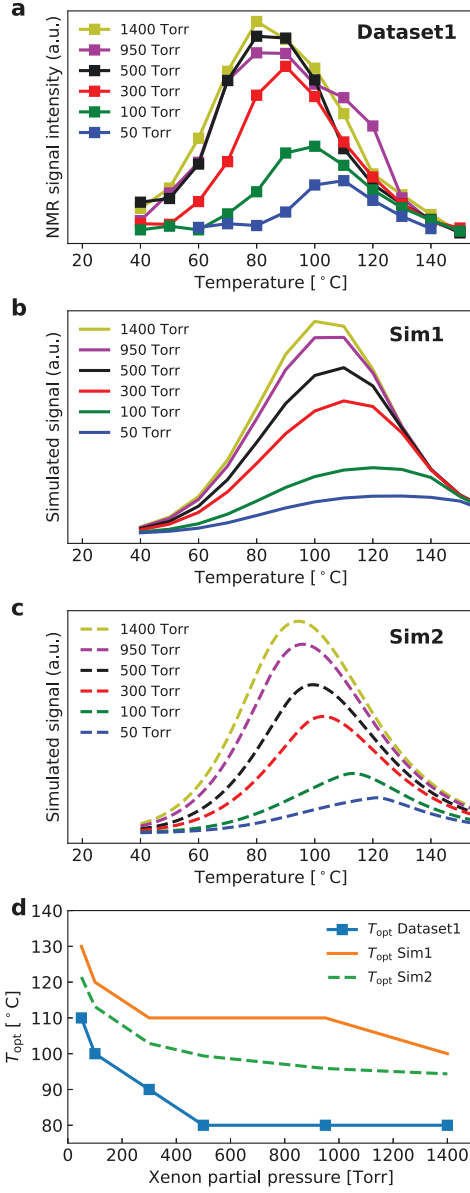 a
Dataset1
1400 Torr
950 Torr
500 Torr
300 Torr
100 Torr
50 Torr
NMR signal intensity (a.u.)
20 40 60 80 100 120 140
Temperature [°C]
b
Sim1
1400 Torr
950 Torr
500 Torr
300 Torr
100 Torr
50 Torr
Simulated signal (a.u.)
20 40 60 80 100 120 140
Temperature [°C]
c
Sim2
1400 Torr
950 Torr
500 Torr
300 Torr
100 Torr
50 Torr
Simulated signal (a.u.)
20 40 60 80 100 120 140
Temperature [°C]
d
140
130
120
110
100
90
80
T_opt [°C]
T_opt Dataset1
T_opt Sim1
T_opt Sim2
0 200 400 600 800 1000 1200 1400
Xenon partial pressure [Torr]